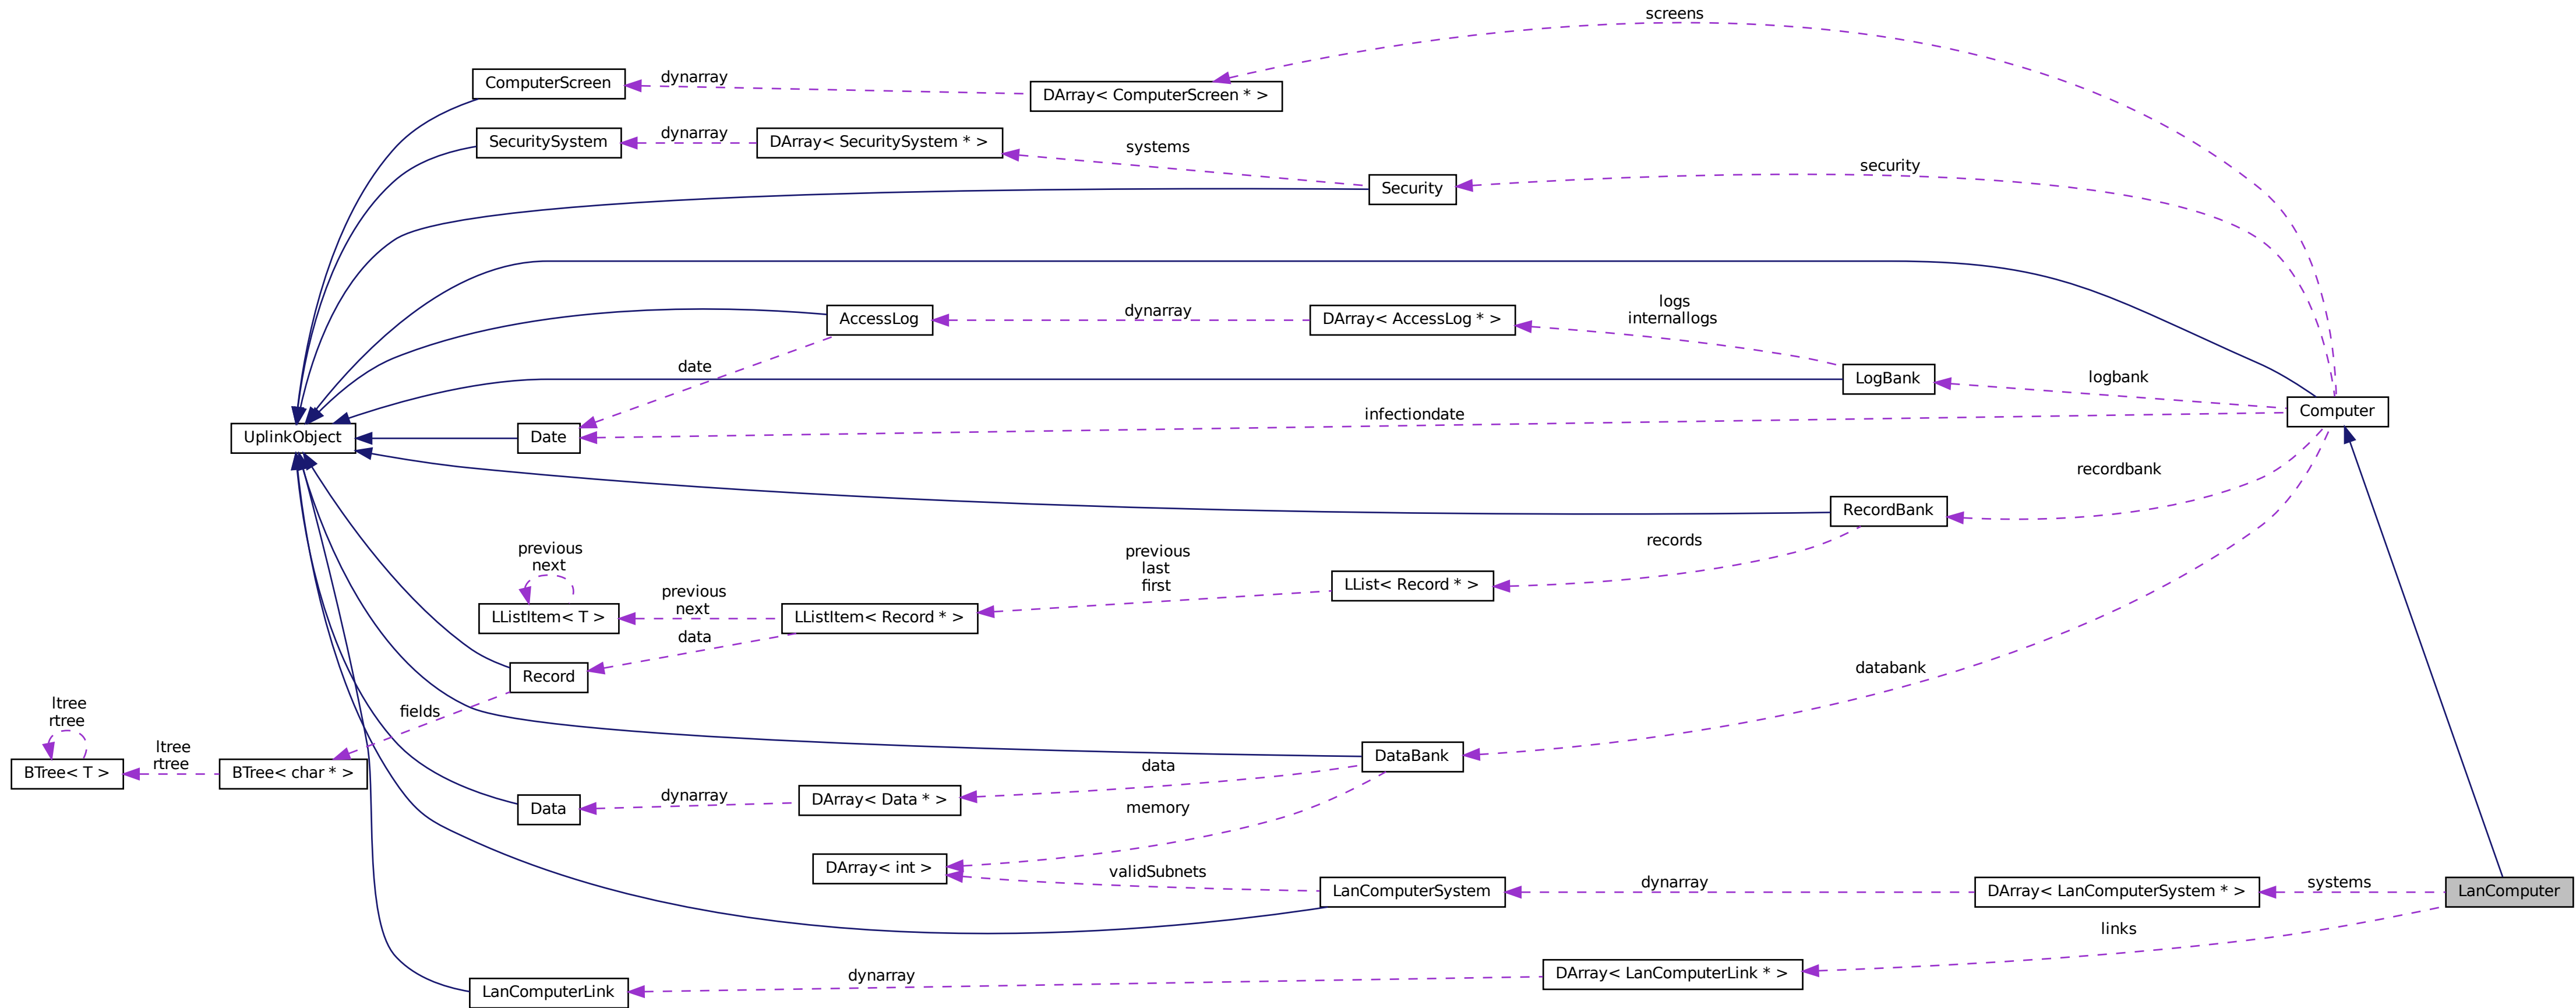 screens
ComputerScreen
dynarray
DArray< ComputerScreen * >
SecuritySystem
dynarray
DArray< SecuritySystem * >
systems
Security
security
AccessLog
dynarray
DArray< AccessLog * >
logs
internallogs
date
LogBank
logbank
Computer
UplinkObject
Date
infectiondate
recordbank
RecordBank
records
previous
next
LListItem< T >
previous
next
LListItem< Record * >
previous
last
first
LList< Record * >
data
Record
databank
fields
ltree
rtree
BTree< T >
ltree
rtree
BTree< char * >
DataBank
data
Data
dynarray
DArray< Data * >
memory
DArray< int >
validSubnets
LanComputerSystem
dynarray
DArray< LanComputerSystem * >
systems
LanComputer
links
LanComputerLink
dynarray
DArray< LanComputerLink * >